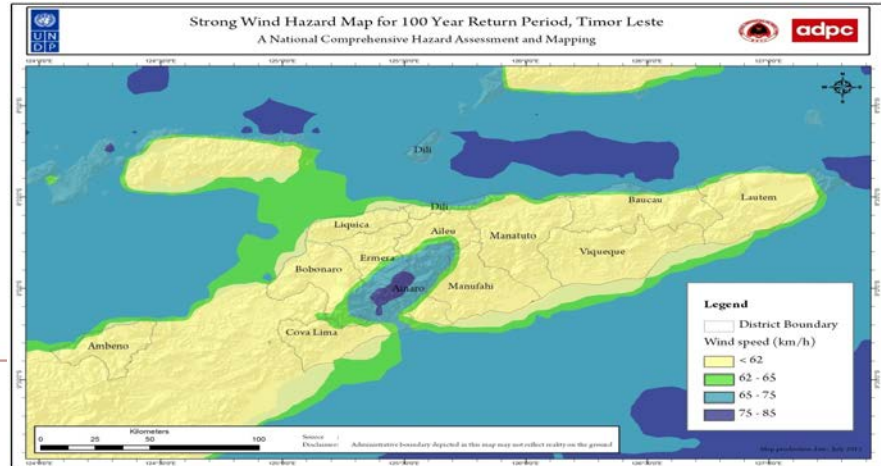 Strong Wind Hazard Map for 100 Year Return Period, Timor Leste
A National Comprehensive Hazard Assessment and Mapping
U N
D P
adpc
Dili
Dili
Baucau
Lautem
Liquica
Aileu
Manatuto
Ermera
Viqueque
Bobonaro
Ainaro
Manufahi
Cova Lima
Ambeno
Legend
District Boundary
Wind speed (km/h)
< 62
62 - 65
65 - 75
75 - 85
Kilometers
0 25 50 100
Source :
Disclaimer: Administrative boundary depicted in this map may not reflect reality on the ground